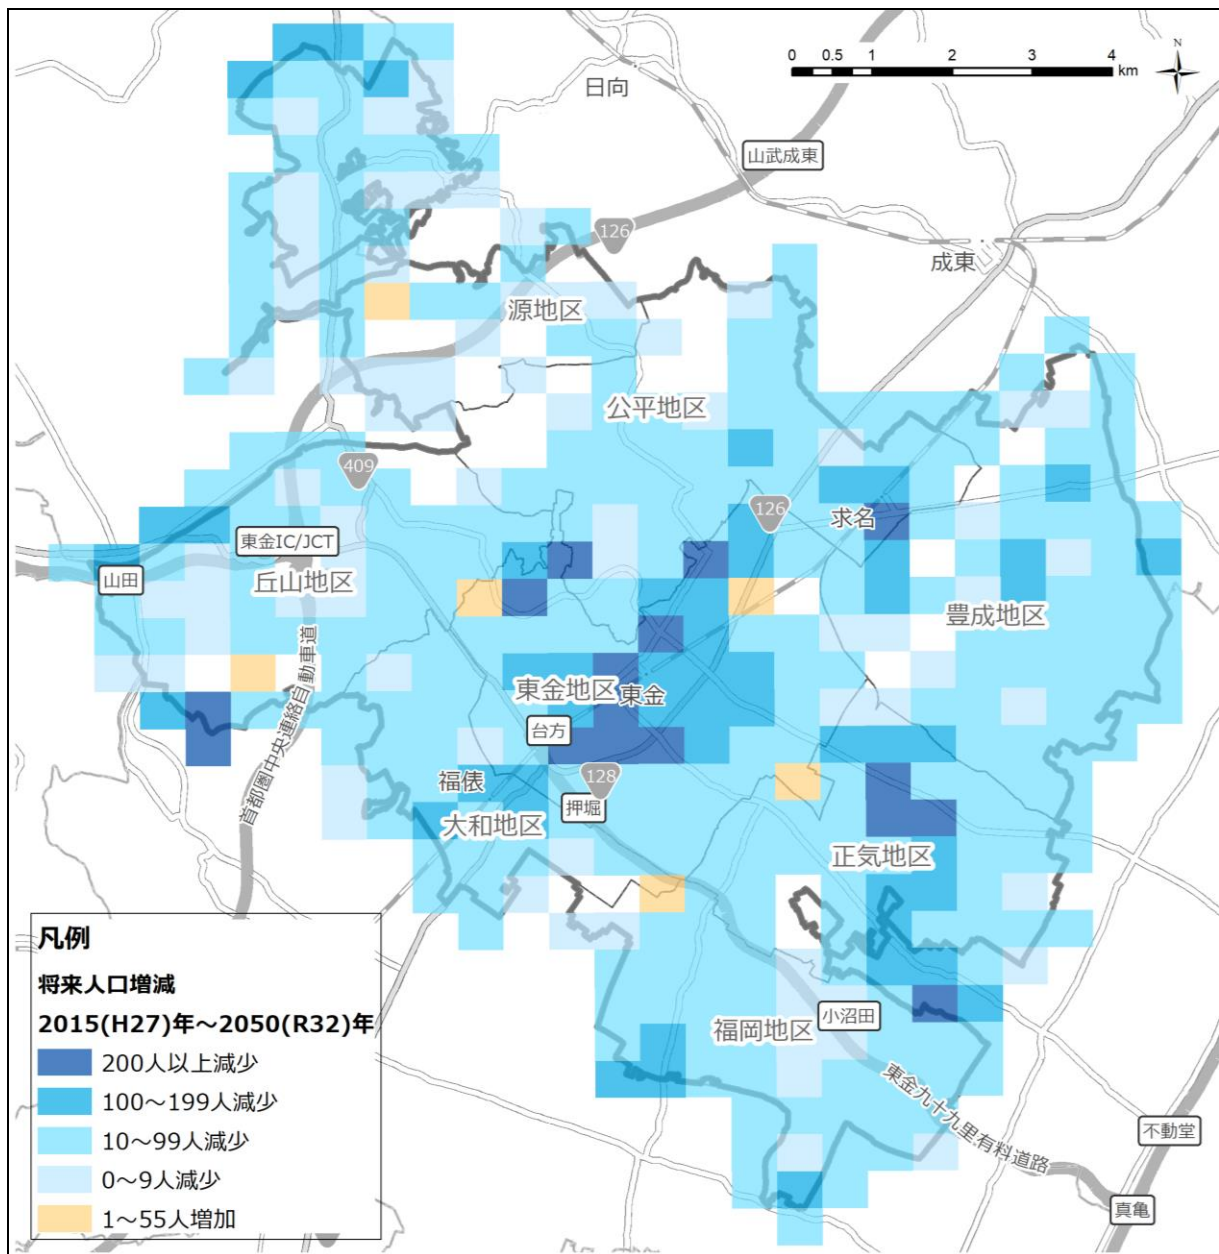 0 0.5 1 2 3 4
km
N
日向
山武成東
126
成東
源地区
公平地区
409
126
求名
東金IC/JCT
山田
丘山地区
豊成地区
首都圏中央連絡自動車道
東金地区
東金
台方
福俵
128
押堀
大和地区
正気地区
小沼田
福岡地区
東金九十九里有料道路
不動堂
真亀
凡例
将来人口増減
2015(H27)年～2050(R32)年
200人以上減少
100～199人減少
10～99人減少
0～9人減少
1～55人増加